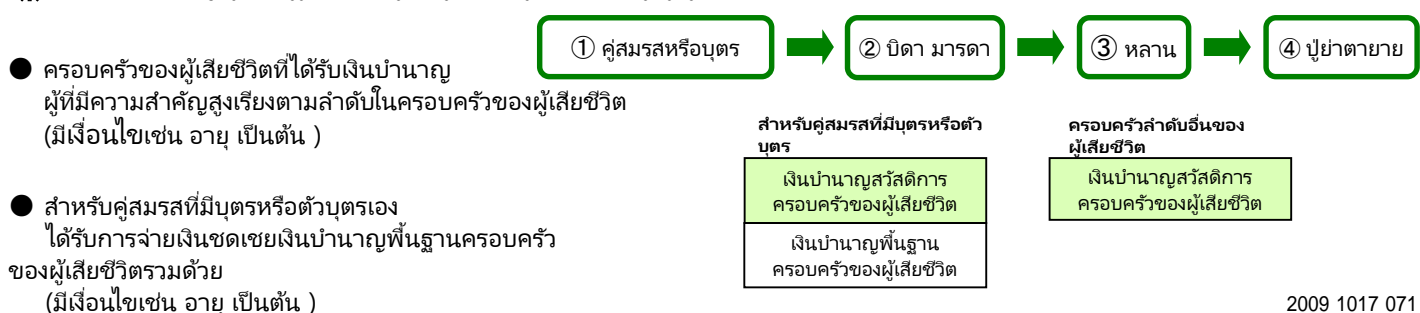 ① คู่สมรสหรือบุตร
② บิดา มารดา
③ หลาน
④ ปู่ย่าตายาย
● ครอบครัวของผู้เสียชีวิตที่ได้รับเงินบำนาญ
ผู้ที่มีความสำคัญสูงเรียงตามลำดับในครอบครัวของผู้เสียชีวิต
(มีเงื่อนไขเช่น อายุ เป็นต้น )
สำหรับคู่สมรสที่มีบุตรหรือตัว
บุตร
เงินบำนาญสวัสดิการ
ครอบครัวของผู้เสียชีวิต
เงินบำนาญพื้นฐาน
ครอบครัวของผู้เสียชีวิต
ครอบครัวลำดับอื่นของ
ผู้เสียชีวิต
เงินบำนาญสวัสดิการ
ครอบครัวของผู้เสียชีวิต
● สำหรับคู่สมรสที่มีบุตรหรือตัวบุตรเอง
ได้รับการจ่ายเงินชดเชยเงินบำนาญพื้นฐานครอบครัว
ของผู้เสียชีวิตรวมด้วย
(มีเงื่อนไขเช่น อายุ เป็นต้น )
2009 1017 071